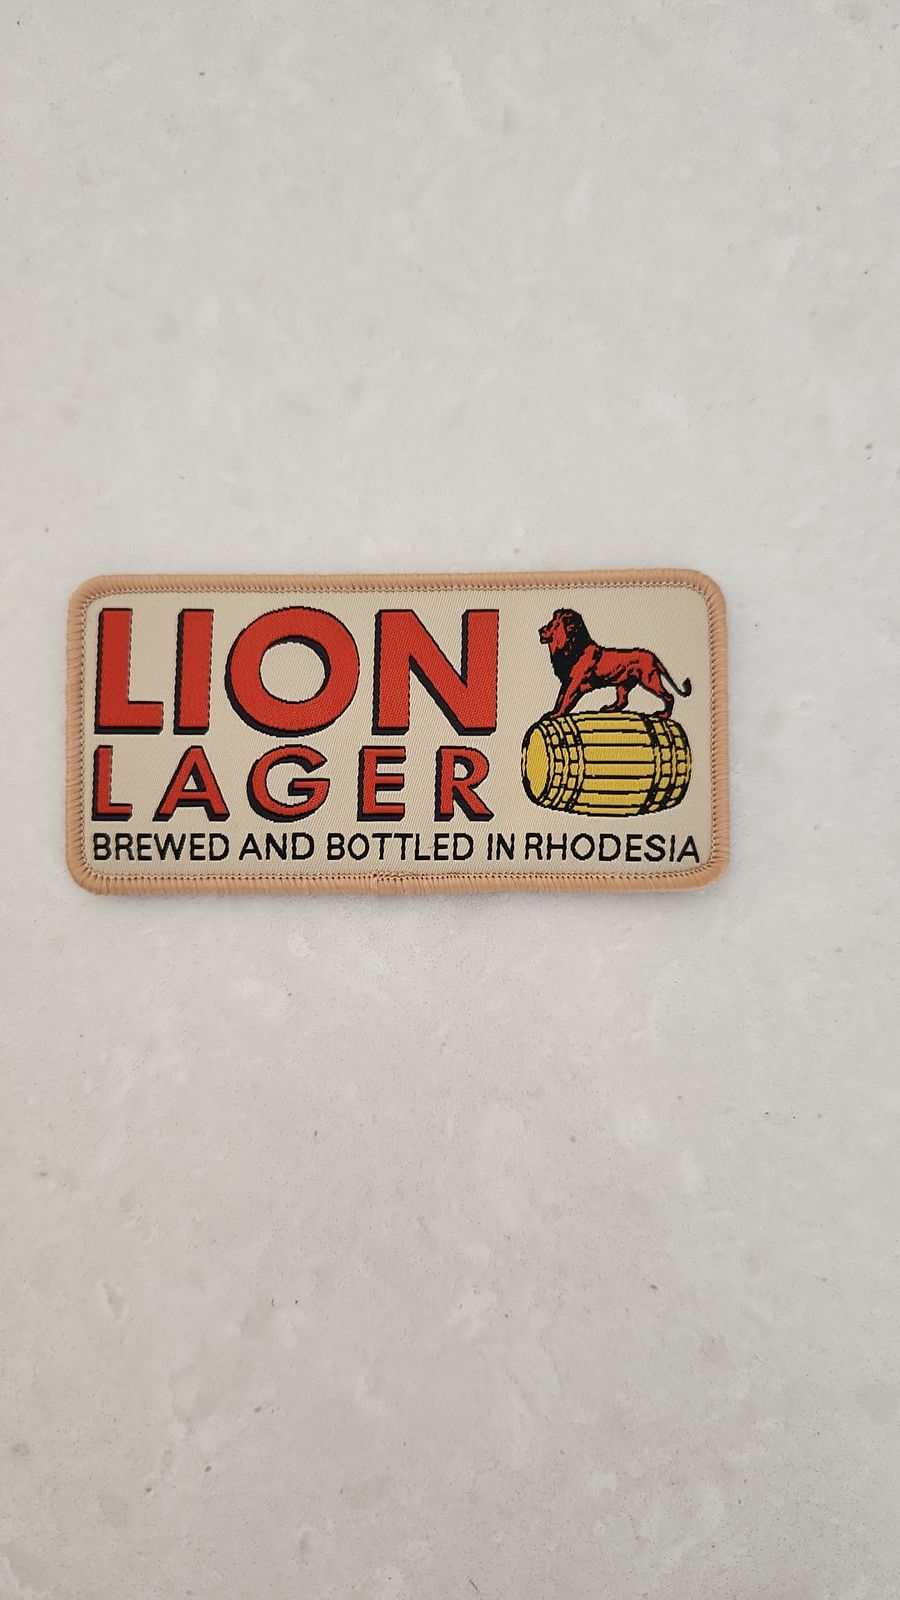 LION
LAGER
BREWED AND BOTTLED IN RHODESIA